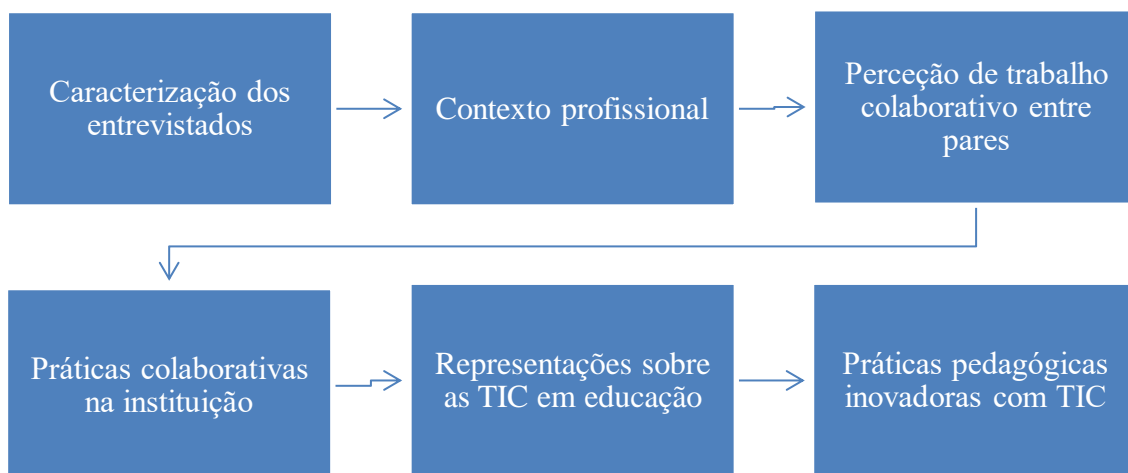 Caracterização dos
entrevistados
Contexto profissional
Perceção de trabalho
colaborativo entre
pares
Práticas colaborativas
na instituição
Representações sobre
as TIC em educação
Práticas pedagógicas
inovadoras com TIC